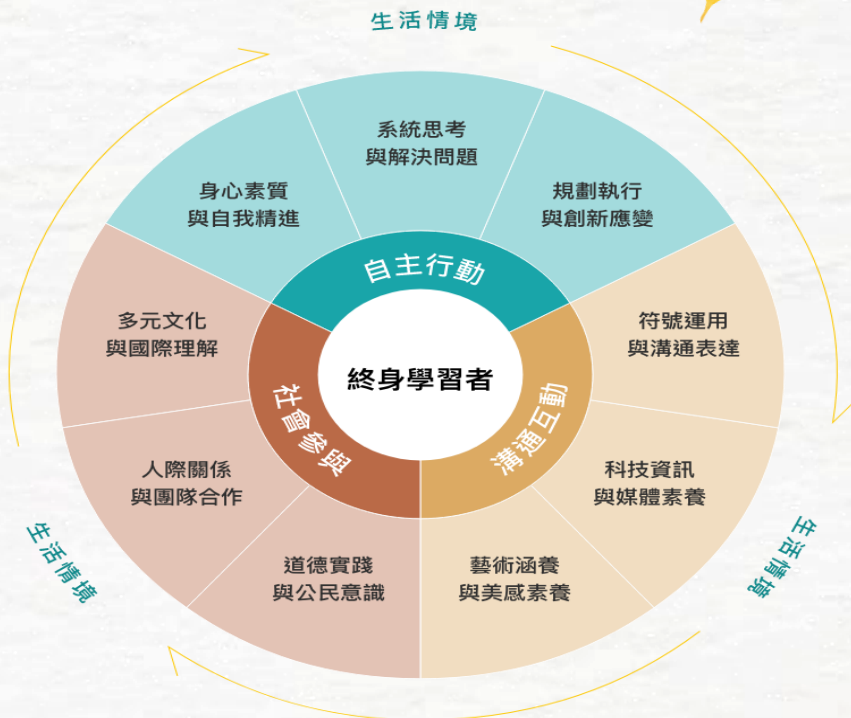 生活情境
系統思考
與解決問題
身心素質
與自我精進
規劃執行
與創新應變
自主行動
多元文化
與國際理解
符號運用
與溝通表達
終身學習者
社會參與
溝通互動
人際關係
與團隊合作
科技資訊
與媒體素養
道德實踐
與公民意識
藝術涵養
與美感素養
生活情境
生活情境